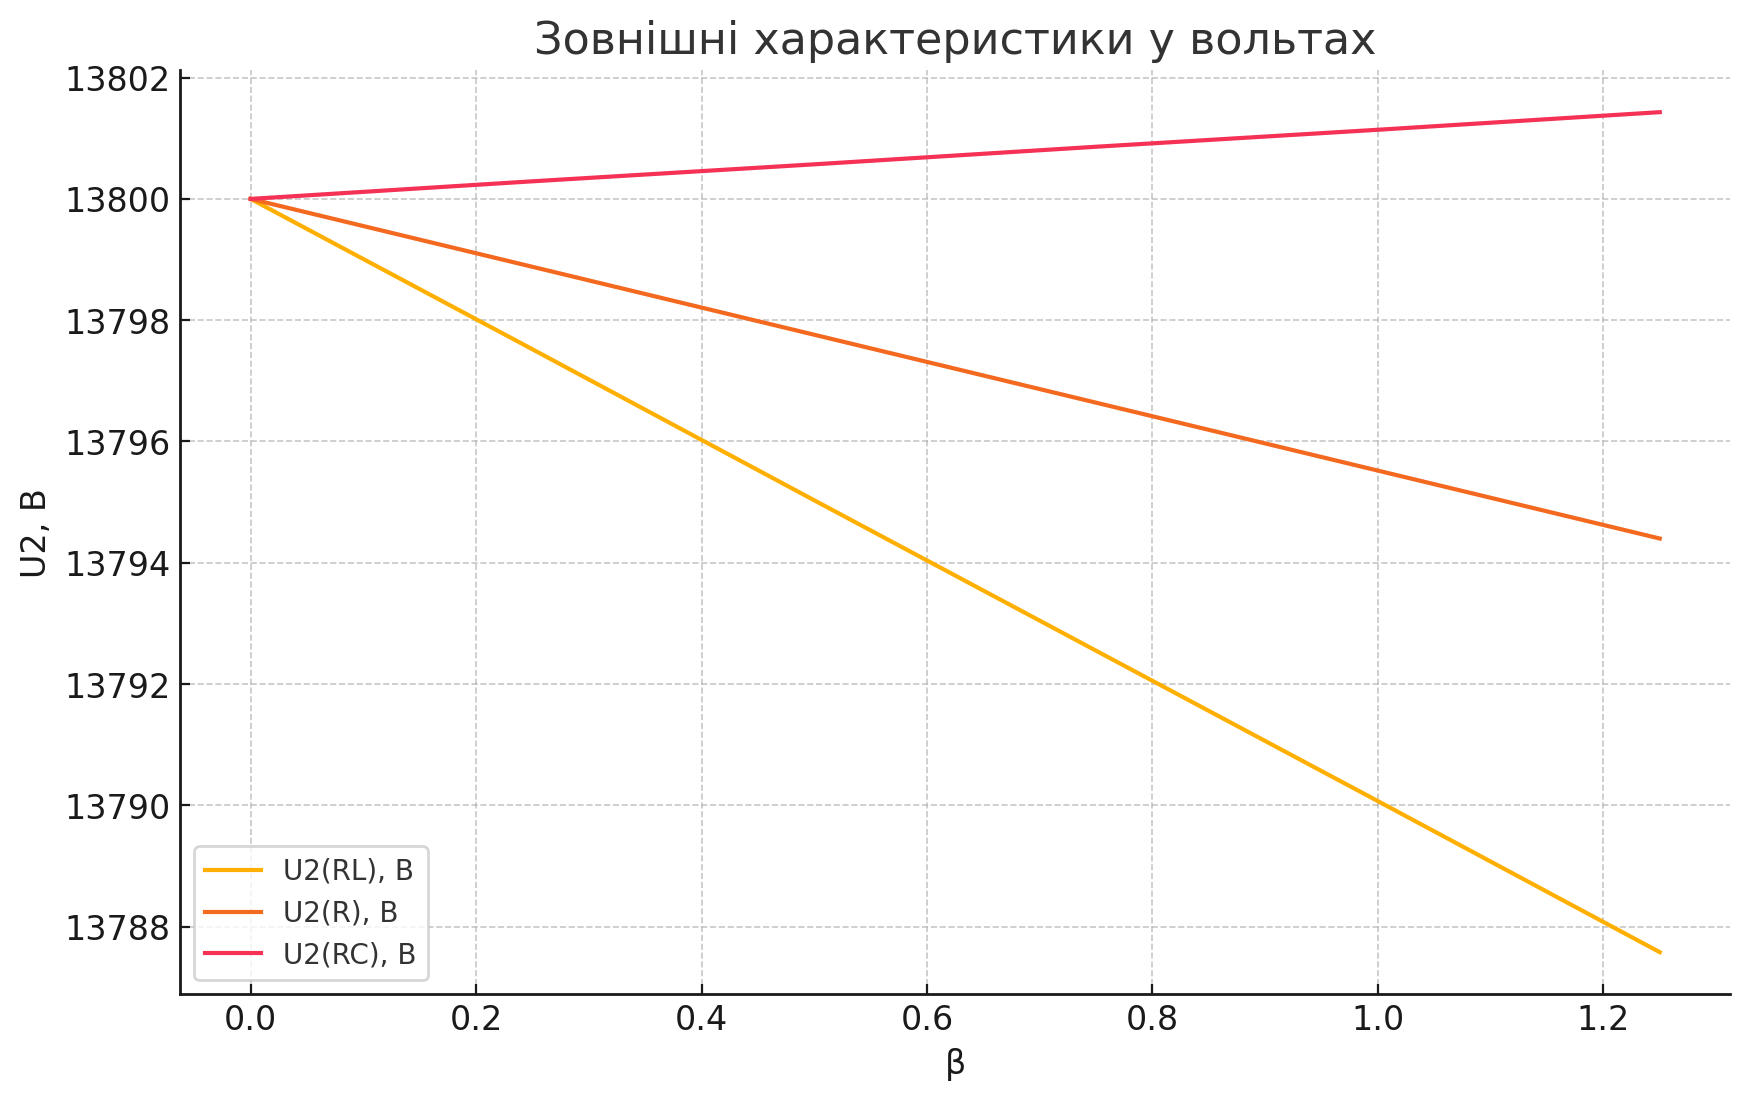 Зовнішні характеристики у вольтах
13802
13800
13798
13796
13794
13792
13790
13788
U2, В
U2(RL), В
U2(R), В
U2(RC), В
0.0 0.2 0.4 0.6 0.8 1.0 1.2
β